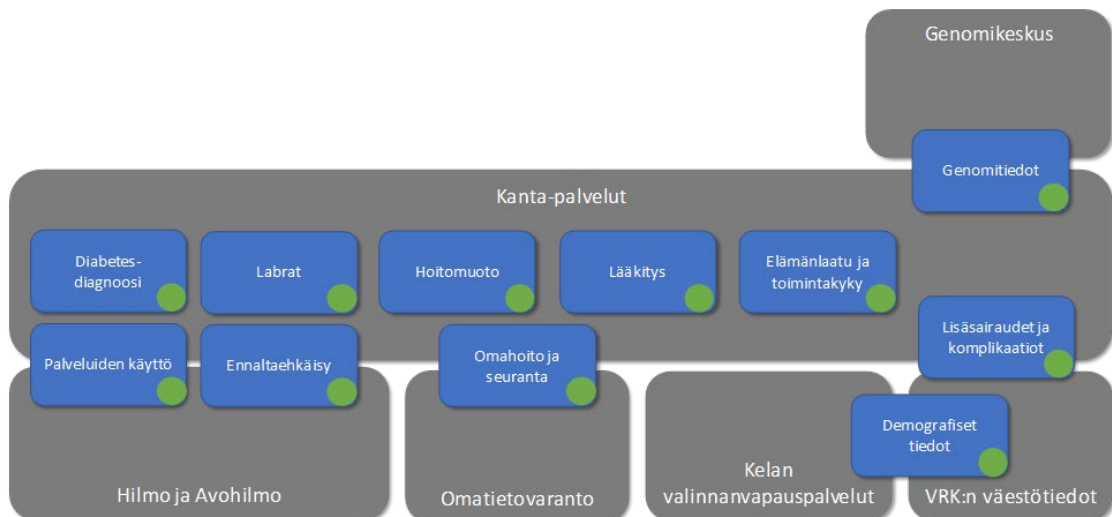 Genomikeskus
Genomitiedot
Kanta-palvelut
Diabetes-
diagnoosi
Labrat
Hoitomuoto
Lääkitys
Elämänlaatu ja
toimintakyky
Palveluiden käyttö
Ennaltaehkäisy
Omahoito ja
seuranta
Lisäsairaudet ja
komplikaatiot
Demografiset
tiedot
Hilmo ja Avohilmo
Omatietovaranto
Kelan
valinnanvapauspalvelut
VRK:n väestötiedot